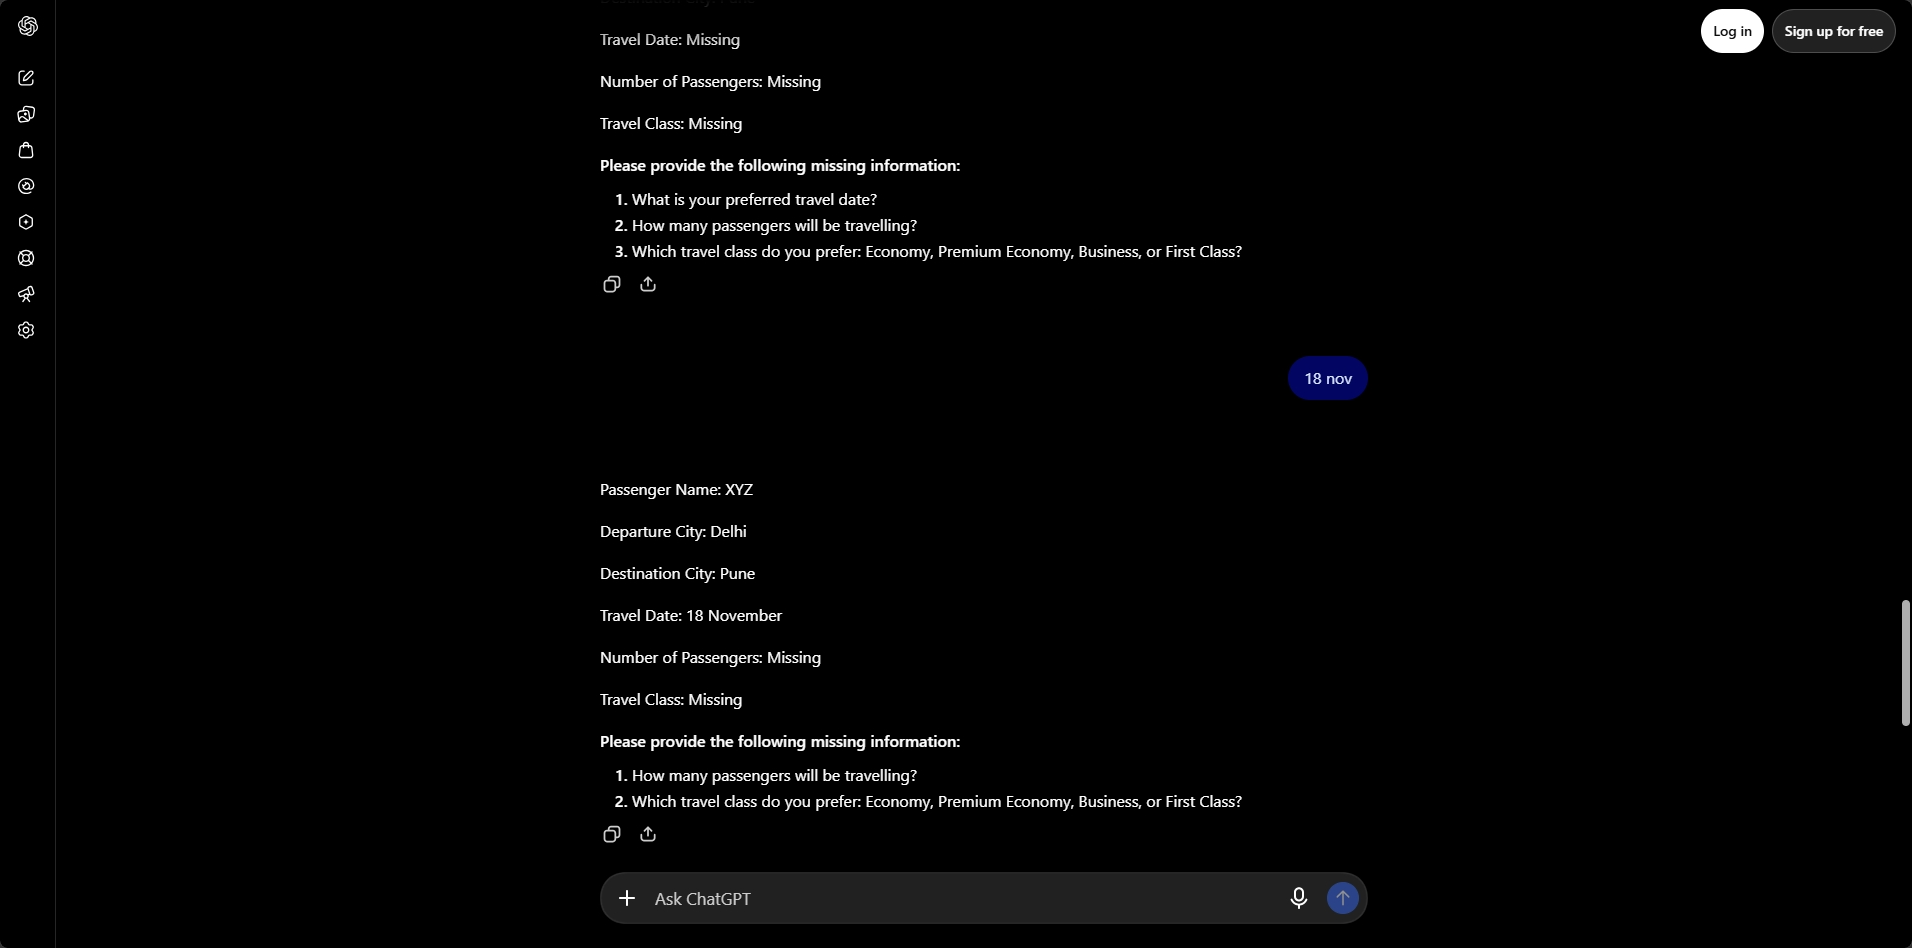 Destination City: Pune
Travel Date: Missing
Log in
Sign up for free
Number of Passengers: Missing
Travel Class: Missing
Please provide the following missing information:
1. What is your preferred travel date?
2. How many passengers will be travelling?
3. Which travel class do you prefer: Economy, Premium Economy, Business, or First Class?
18 nov
Passenger Name: XYZ
Departure City: Delhi
Destination City: Pune
Travel Date: 18 November
Number of Passengers: Missing
Travel Class: Missing
Please provide the following missing information:
1. How many passengers will be travelling?
2. Which travel class do you prefer: Economy, Premium Economy, Business, or First Class?
Ask ChatGPT